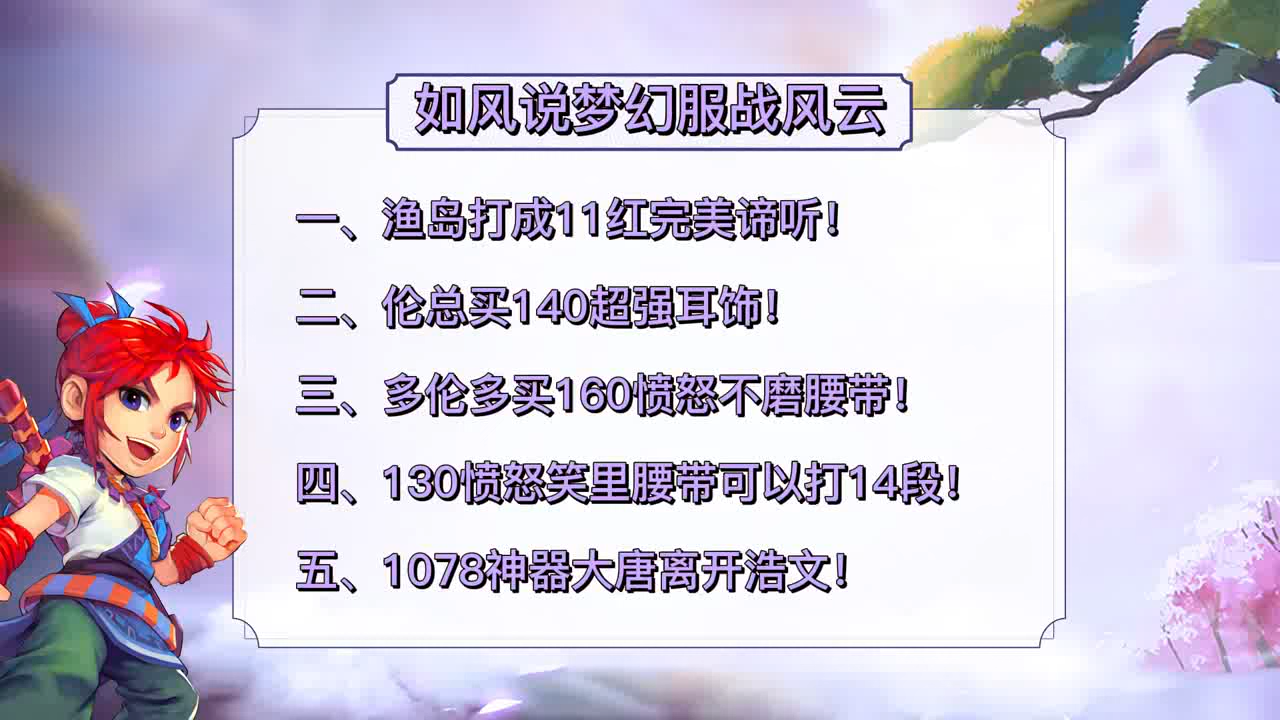 如风说梦幻服战风云
一、渔岛打成11红完美谛听！
二、伦总买140超强耳饰！
三、多伦多买160愤怒不磨腰带！
四、130愤怒笑里腰带可以打14段！
五、1078神器大唐离开浩文！